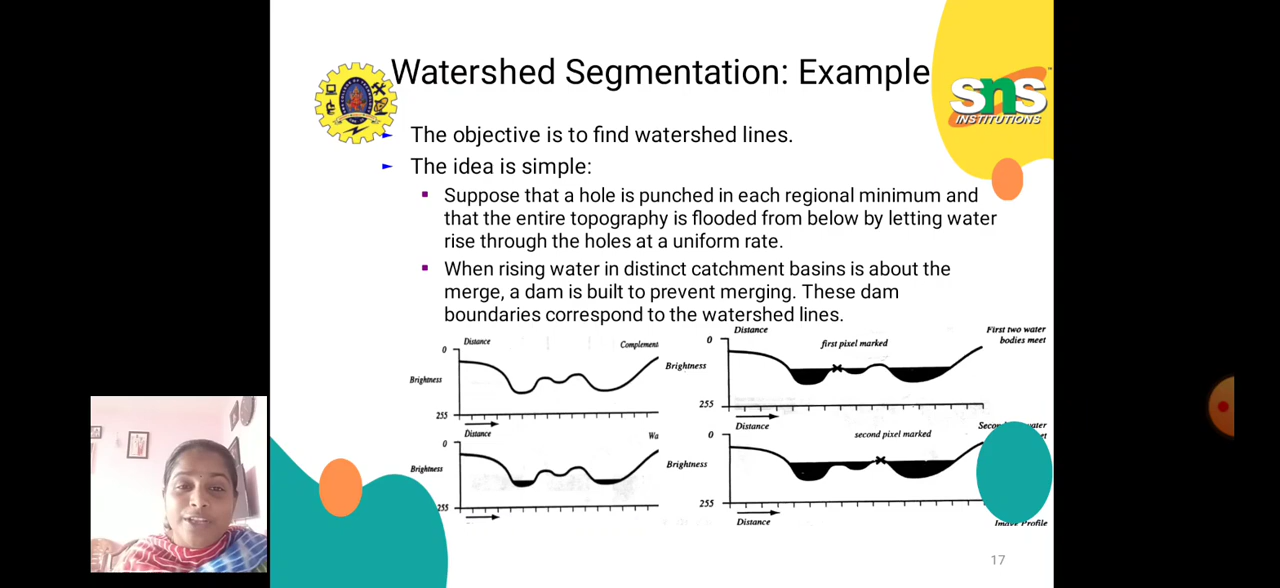 Watershed Segmentation: Example
SNS
INSTITUTIONS
The objective is to find watershed lines.
The idea is simple:
Suppose that a hole is punched in each regional minimum and
that the entire topography is flooded from below by letting water
rise through the holes at a uniform rate.
When rising water in distinct catchment basins is about the
merge, a dam is built to prevent merging. These dam
boundaries correspond to the watershed lines.
Distance
Complement
0
Brightness
255
Distance
first pixel marked
First two water
bodies meet
0
Brightness
255
Distance
Wa
0
Brightness
255
Distance
second pixel marked
0
Brightness
255
Distance
Profile
17